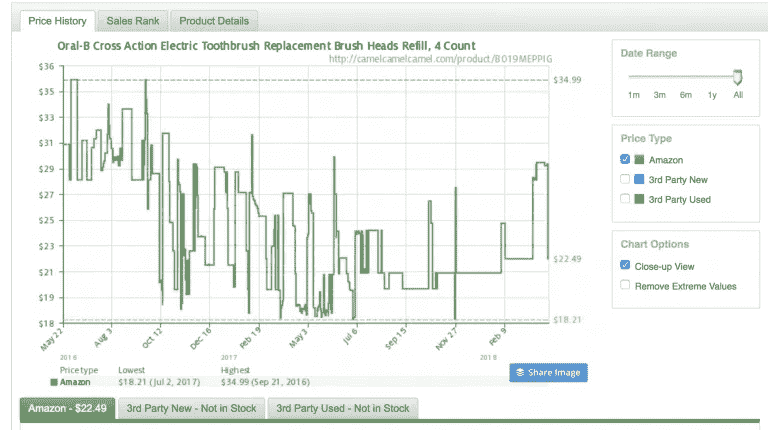 Price History
Sales Rank
Product Details
Oral-B Cross Action Electric Toothbrush Replacement Brush Heads Refill, 4 Count
http://camelcamelcamel.com/product/B019MEPPIG
$36
$35
$33
$31
$29
$27
$25
$23
$21
$19
$18
$34.99
$22.49
$18.21
May 22
Aug 3
Oct 12
Dec 16
Feb 19
May 3
Jul 6
Sep 15
Nov 27
Feb 9
2016
2017
2018
Price type Lowest Highest
Amazon $18.21 (Jul 2, 2017) $34.99 (Sep 21, 2016)
Share Image
Date Range
1m 3m 6m 1y All
Price Type
Amazon
3rd Party New
3rd Party Used
Chart Options
Close-up View
Remove Extreme Values
Amazon - $22.49
3rd Party New - Not in Stock
3rd Party Used - Not in Stock